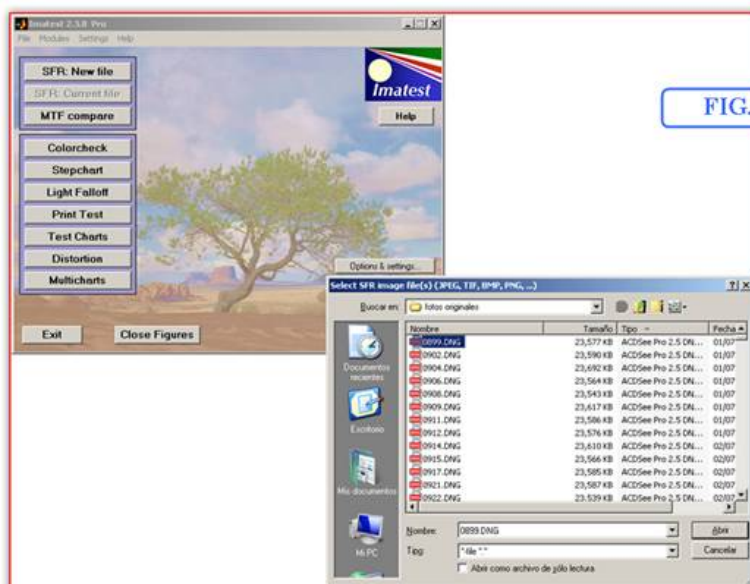 Imatest 2.3.8 Pro
File Modules Settings Help
SFR: New file
SFR: Current file
MTF compare
Imatest
Help
FIG.
Colorcheck
Stepchart
Light Falloff
Print Test
Test Charts
Distortion
Multicharts
Options & settings...
Exit
Close Figures
Select SFR image file(s) (JPEG, TIF, BMP, PNG, ...)
Buscar en: fotos originales
Nombre Tamaño Tipo Fecha
0899.DNG 23,577 KB ACDSee Pro 2.5 DN... 01/07
0902.DNG 23,590 KB ACDSee Pro 2.5 DN... 01/07
0904.DNG 23,692 KB ACDSee Pro 2.5 DN... 01/07
0906.DNG 23,564 KB ACDSee Pro 2.5 DN... 01/07
0908.DNG 23,543 KB ACDSee Pro 2.5 DN... 01/07
0909.DNG 23,617 KB ACDSee Pro 2.5 DN... 01/07
0911.DNG 23,586 KB ACDSee Pro 2.5 DN... 01/07
0912.DNG 23,576 KB ACDSee Pro 2.5 DN... 01/07
0914.DNG 23,610 KB ACDSee Pro 2.5 DN... 02/07
0915.DNG 23,566 KB ACDSee Pro 2.5 DN... 02/07
0917.DNG 23,585 KB ACDSee Pro 2.5 DN... 02/07
0921.DNG 23,587 KB ACDSee Pro 2.5 DN... 02/07
0922.DNG 23,539 KB ACDSee Pro 2.5 DN... 02/07
Documentos recientes
Escritorio
Mis documentos
Mi PC
Nombre: 0899.DNG Abrir
Tipo: "-file "." Cancelar
Abrir como archivo de sólo lectura